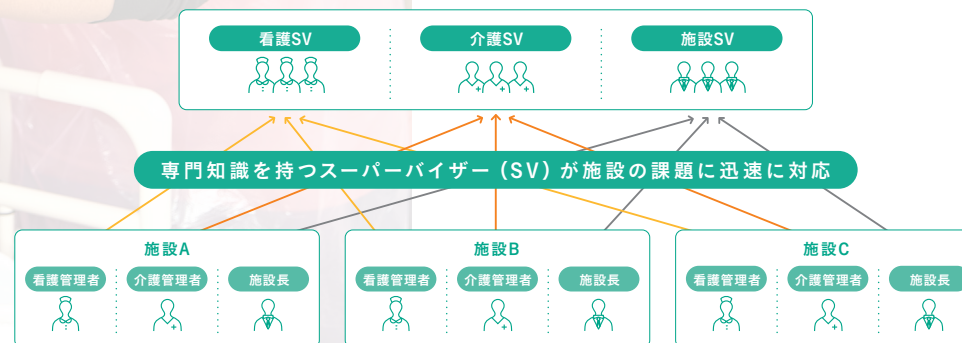 看護SV 介護SV 施設SV
専門知識を持つスーパーバイザー（SV）が施設の課題に迅速に対応
施設A 施設B 施設C
看護管理者 介護管理者 施設長 看護管理者 介護管理者 施設長 看護管理者 介護管理者 施設長